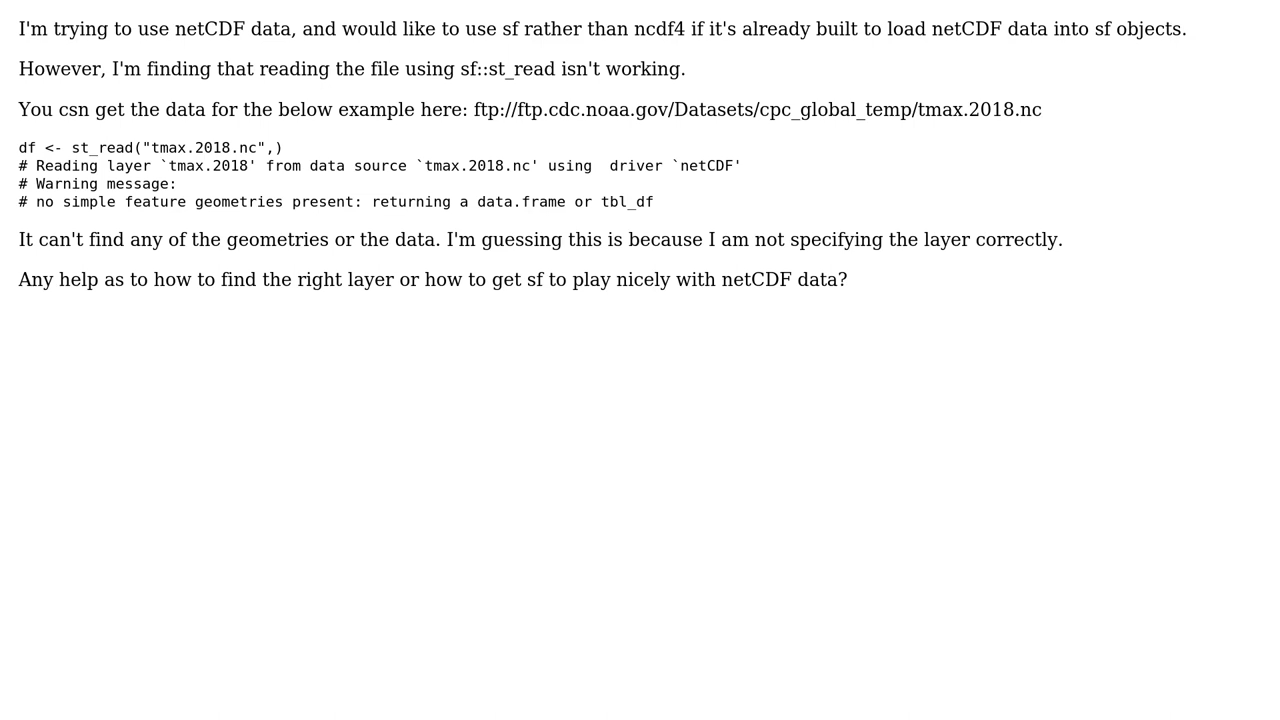 I'm trying to use netCDF data, and would like to use sf rather than ncdf4 if it's already built to load netCDF data into sf objects.
However, I'm finding that reading the file using sf::st_read isn't working.
You csn get the data for the below example here: ftp://ftp.cdc.noaa.gov/Datasets/cpc_global_temp/tmax.2018.nc
df <- st_read("tmax.2018.nc",)
# Reading layer `tmax.2018' from data source `tmax.2018.nc' using  driver `netCDF'
# Warning message:
# no simple feature geometries present: returning a data.frame or tbl_df
It can't find any of the geometries or the data. I'm guessing this is because I am not specifying the layer correctly.
Any help as to how to find the right layer or how to get sf to play nicely with netCDF data?